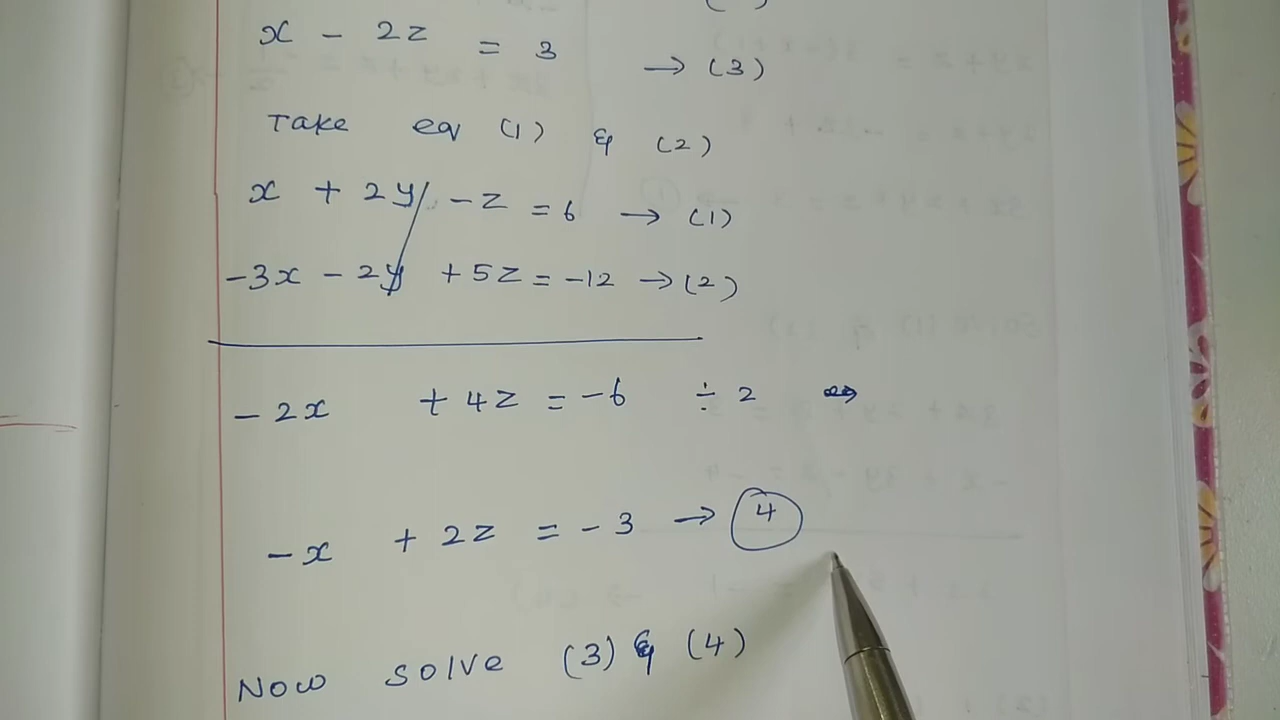 x - 2z = 3 → (3)
Take eq (1) & (2)
x + 2y - z = 6 → (1)
-3x - 2y + 5z = -12 → (2)
-2x + 4z = -6 ÷ 2 ⇒
-x + 2z = -3 → 4
Now solve (3) & (4)